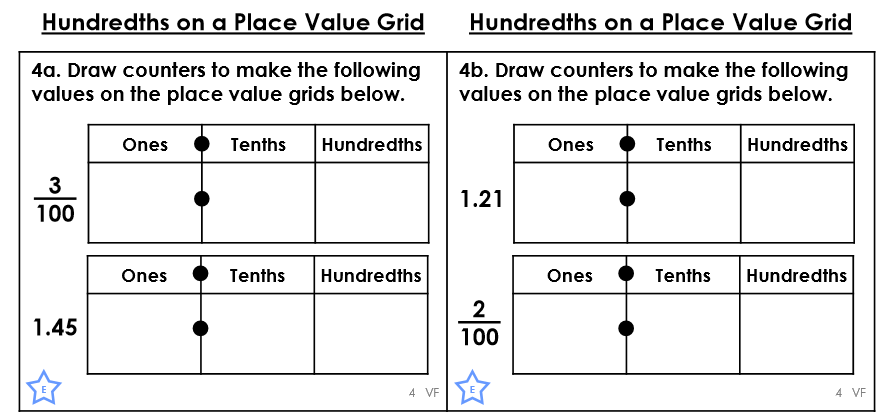 Hundredths on a Place Value Grid
4a. Draw counters to make the following
values on the place value grids below.
Ones Tenths Hundredths
3
100
Ones Tenths Hundredths
1.45
E
4 VF
Hundredths on a Place Value Grid
4b. Draw counters to make the following
values on the place value grids below.
Ones Tenths Hundredths
1.21
Ones Tenths Hundredths
2
100
E
4 VF